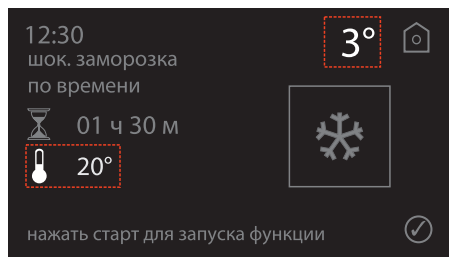 12:30
3°
шок. заморозка
по времени
01 ч 30 м
20°
нажать старт для запуска функции